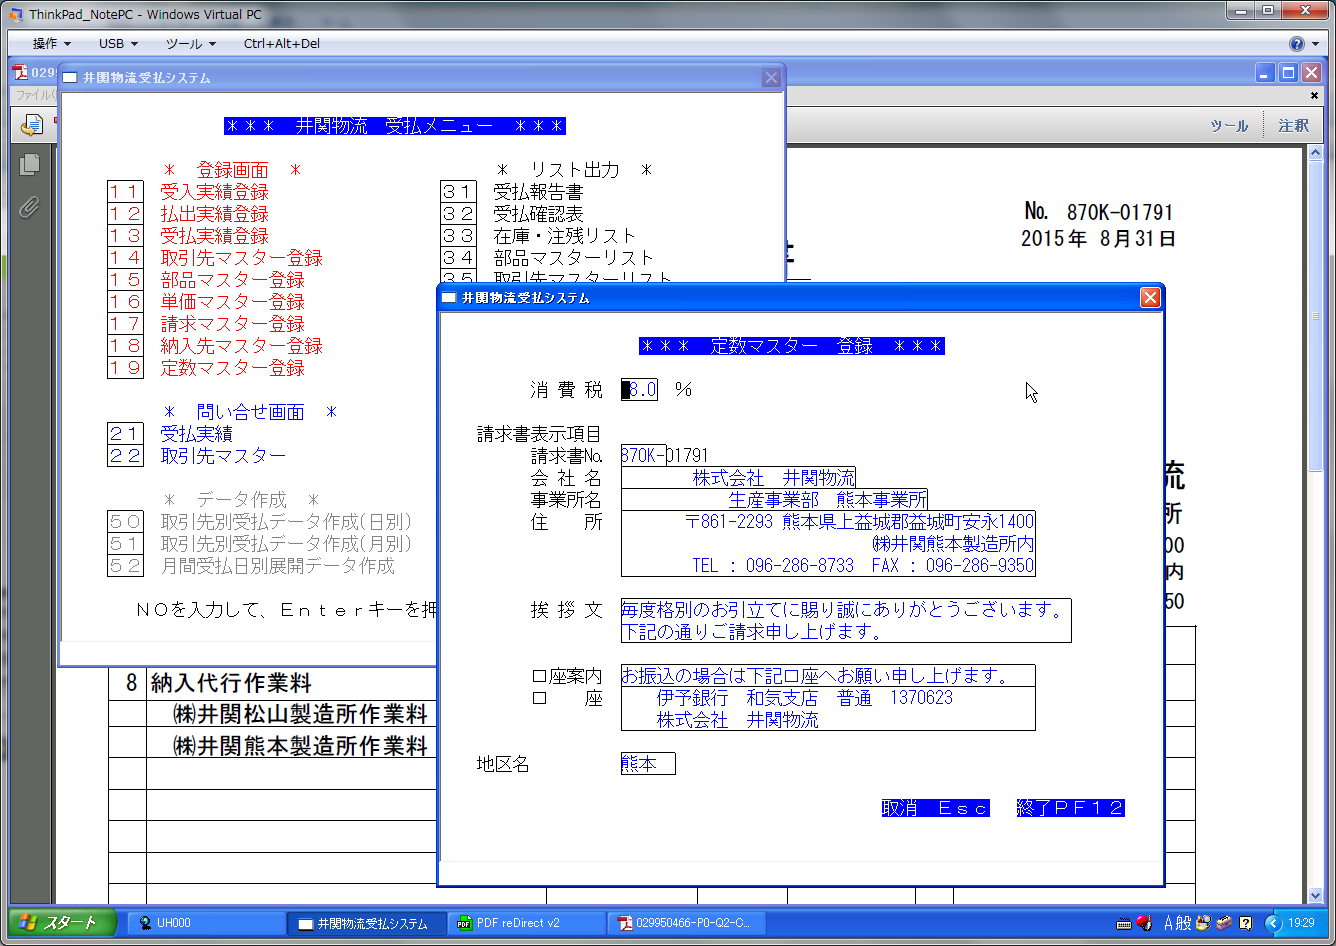 ThinkPad_NotePC - Windows Virtual PC
操作 USB ツール Ctrl+Alt+Del
029
井関物流受払システム
ファイル(
ツール 注釈
＊＊＊　井関物流　受払メニュー　＊＊＊
＊　登録画面　＊
１１ 受入実績登録
１２ 払出実績登録
１３ 受払実績登録
１４ 取引先マスター登録
１５ 部品マスター登録
１６ 単価マスター登録
１７ 請求マスター登録
１８ 納入先マスター登録
１９ 定数マスター登録
＊　問い合せ画面　＊
２１ 受払実績
２２ 取引先マスター
＊　データ作成　＊
５０ 取引先別受払データ作成(日別)
５１ 取引先別受払データ作成(月別)
５２ 月間受払日別展開データ作成
ＮＯを入力して、Ｅｎｔｅｒキーを押
＊　リスト出力　＊
３１ 受払報告書
３２ 受払確認表
３３ 在庫・注残リスト
３４ 部品マスターリスト
３５ 取引先マスターリスト
№ 870K-01791
2015年 8月31日
井関物流受払システム
＊＊＊　定数マスター　登録　＊＊＊
消 費 税 8.0 ％
請求書表示項目
請求書№ 870K-01791
会 社 名 株式会社　井関物流
事業所名 生産事業部　熊本事業所
住　　所 〒861-2293 熊本県上益城郡益城町安永1400
㈱井関熊本製造所内
TEL : 096-286-8733 FAX : 096-286-9350
挨 拶 文 毎度格別のお引立てに賜り誠にありがとうございます。
下記の通りご請求申し上げます。
口座案内 お振込の場合は下記口座へお願い申し上げます。
口　　座 伊予銀行　和気支店　普通　1370623
株式会社　井関物流
地区名 熊本
取消　Ｅｓｃ 終了ＰＦ１２
流
所
00
内
50
8 納入代行作業料
㈱井関松山製造所作業料
㈱井関熊本製造所作業料
スタート UH000 井関物流受払システム PDF reDirect v2 029950466-P0-Q2-C... A 般 19:29